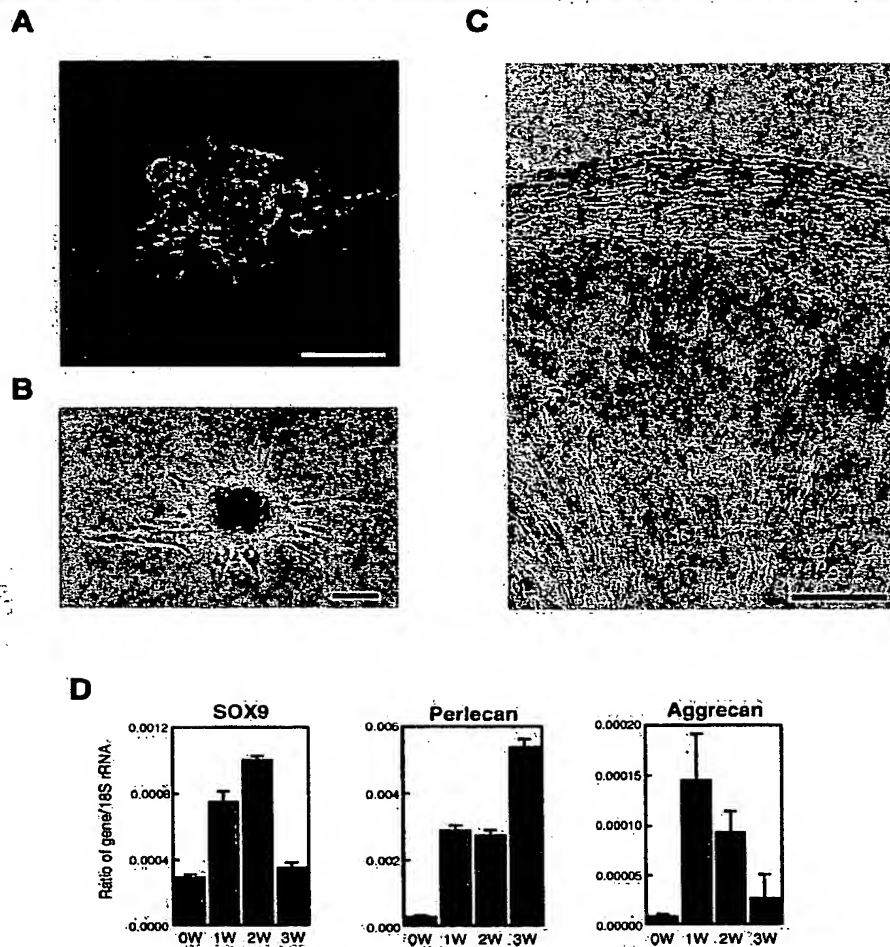 A
C
B
D
SOX9
Perlecan
Aggrecan
Ratio of gene/18S rRNA
0.0012
0.0008
0.0004
0.0000
0.006
0.004
0.002
0.000
0.00020
0.00015
0.00010
0.00005
0.00000
0W 1W 2W 3W
0W 1W 2W 3W
0W 1W 2W 3W